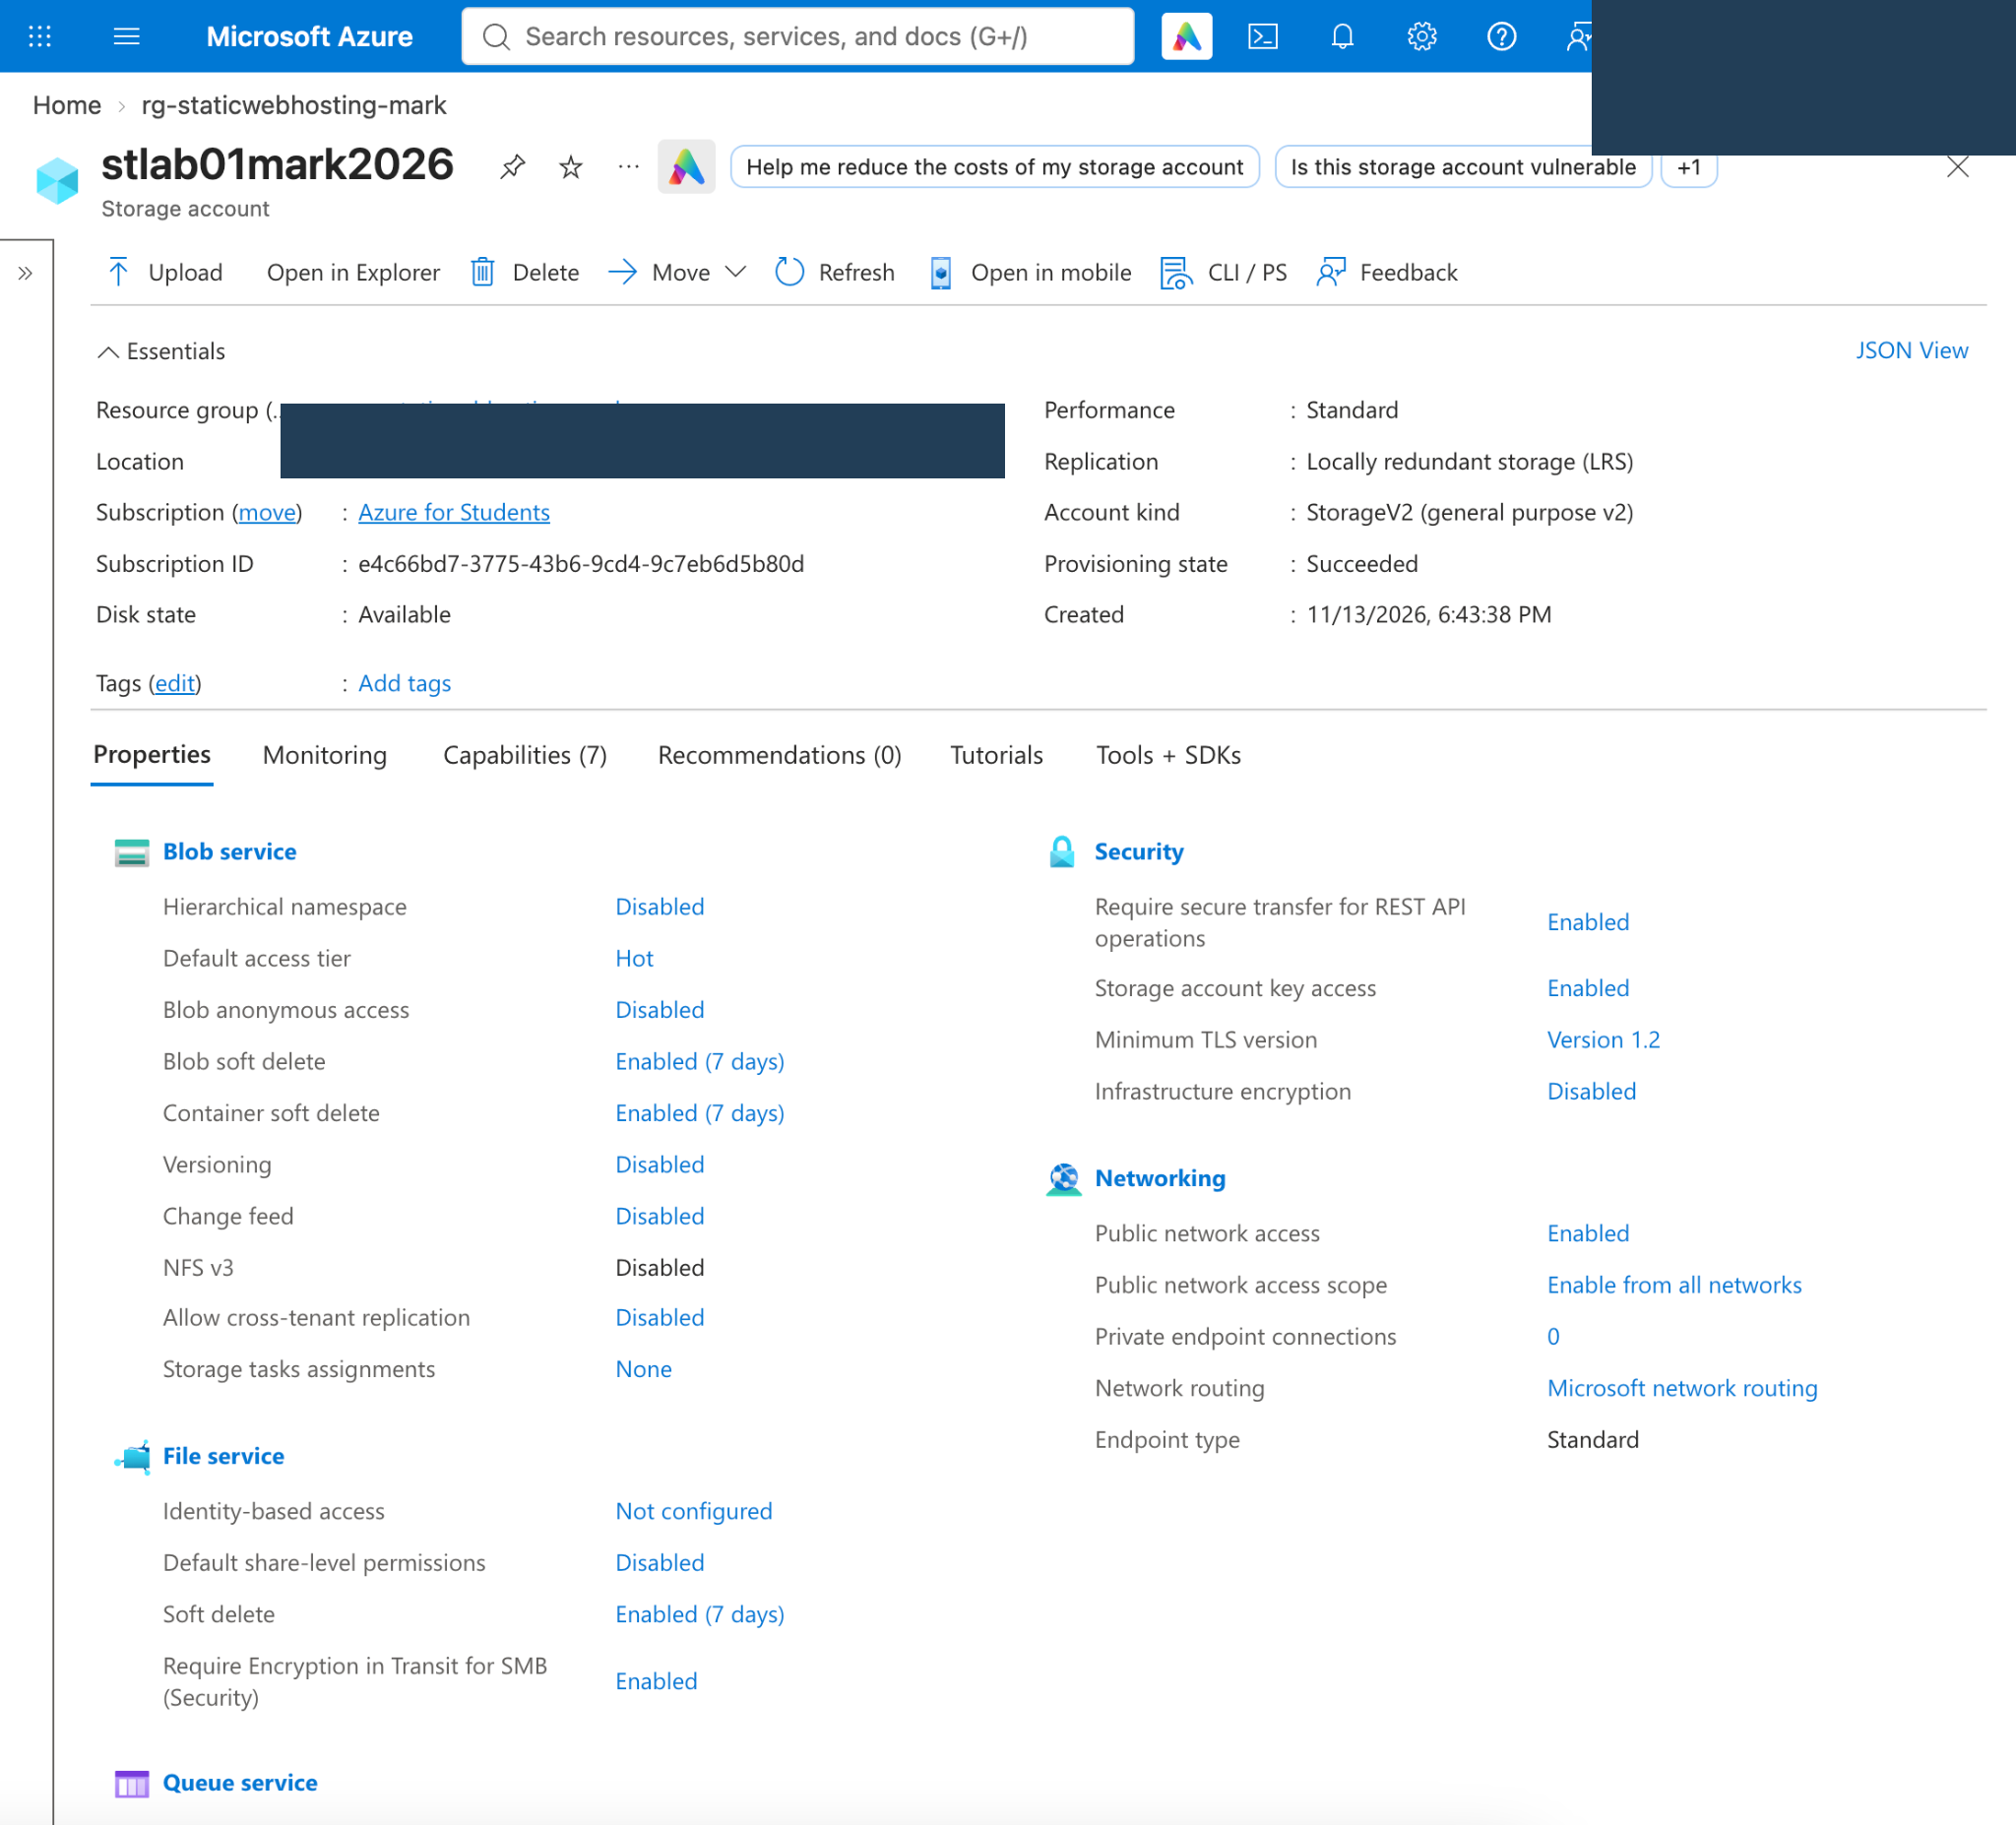 Microsoft Azure
Search resources, services, and docs (G+/)
Home > rg-staticwebhosting-mark
stlab01mark2026
Storage account
Help me reduce the costs of my storage account
Is this storage account vulnerable
+1
Upload
Open in Explorer
Delete
Move
Refresh
Open in mobile
CLI / PS
Feedback
Essentials
JSON View
Resource group (..
Location
Subscription (move) : Azure for Students
Subscription ID : e4c66bd7-3775-43b6-9cd4-9c7eb6d5b80d
Disk state : Available
Performance : Standard
Replication : Locally redundant storage (LRS)
Account kind : StorageV2 (general purpose v2)
Provisioning state : Succeeded
Created : 11/13/2026, 6:43:38 PM
Tags (edit) : Add tags
Properties
Monitoring
Capabilities (7)
Recommendations (0)
Tutorials
Tools + SDKs
Blob service
Hierarchical namespace Disabled
Default access tier Hot
Blob anonymous access Disabled
Blob soft delete Enabled (7 days)
Container soft delete Enabled (7 days)
Versioning Disabled
Change feed Disabled
NFS v3 Disabled
Allow cross-tenant replication Disabled
Storage tasks assignments None
File service
Identity-based access Not configured
Default share-level permissions Disabled
Soft delete Enabled (7 days)
Require Encryption in Transit for SMB
(Security)
Enabled
Queue service
Security
Require secure transfer for REST API
operations
Enabled
Storage account key access Enabled
Minimum TLS version Version 1.2
Infrastructure encryption Disabled
Networking
Public network access Enabled
Public network access scope Enable from all networks
Private endpoint connections 0
Network routing Microsoft network routing
Endpoint type Standard